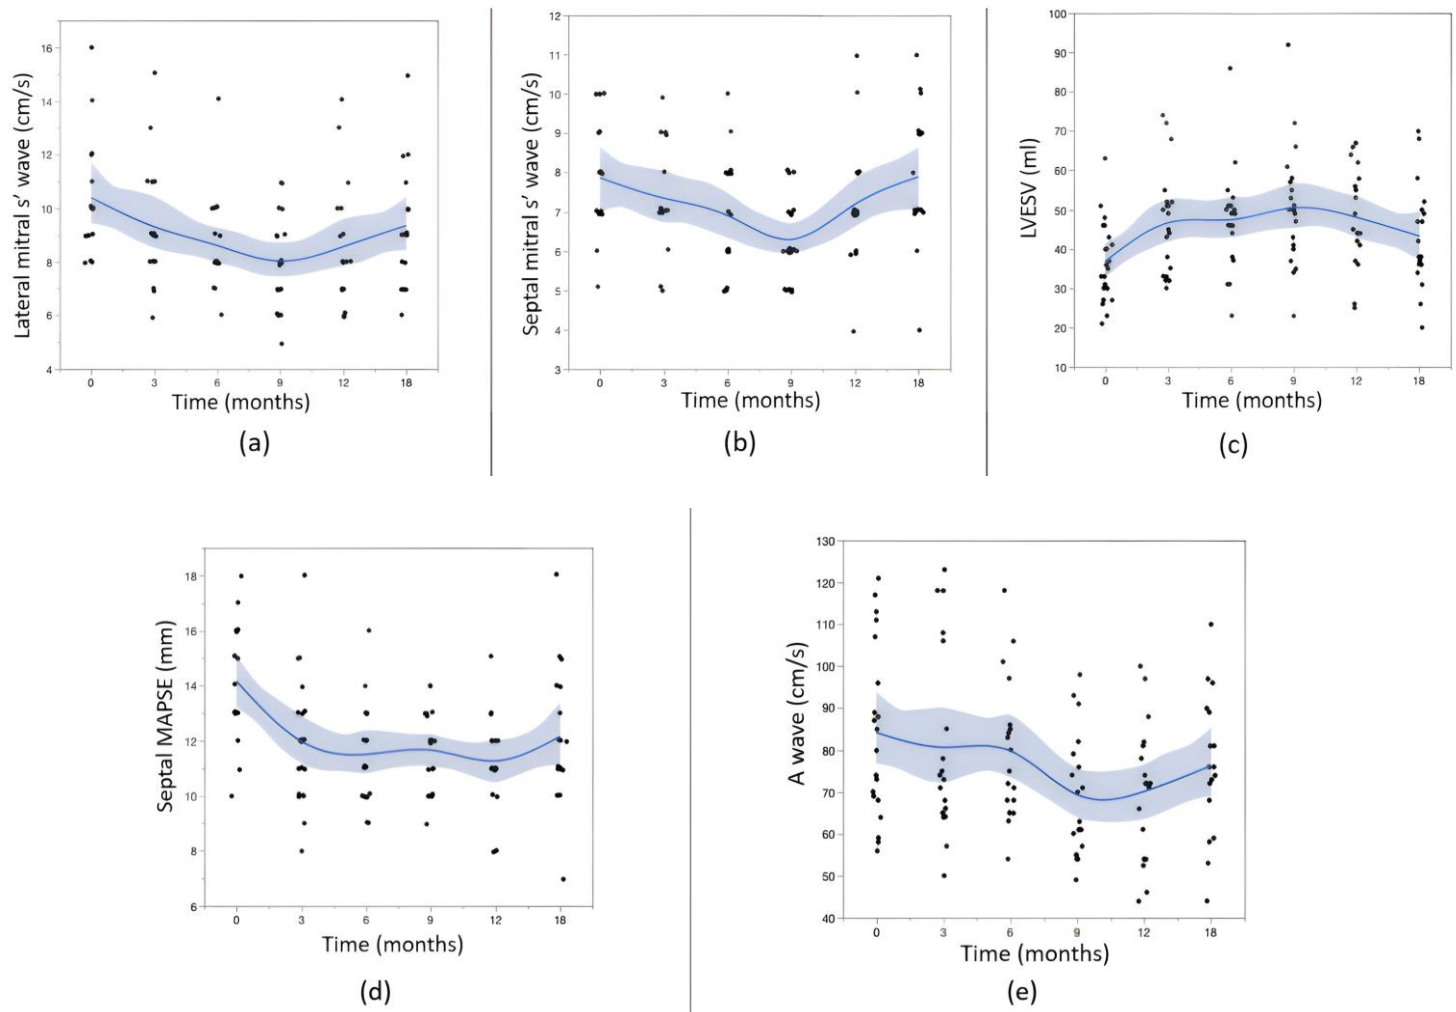 Lateral mitral s' wave (cm/s)
16
14
12
10
8
6
4
0 3 6 9 12 18
Time (months)
(a)
Septal mitral s' wave (cm/s)
12
11
10
9
8
7
6
5
4
3
0 3 6 9 12 18
Time (months)
(b)
LVESV (ml)
100
90
80
70
60
50
40
30
20
10
0 3 6 9 12 18
Time (months)
(c)
Septal MAPSE (mm)
18
16
14
12
10
8
6
0 3 6 9 12 18
Time (months)
(d)
A wave (cm/s)
130
120
110
100
90
80
70
60
50
40
0 3 6 9 12 18
Time (months)
(e)